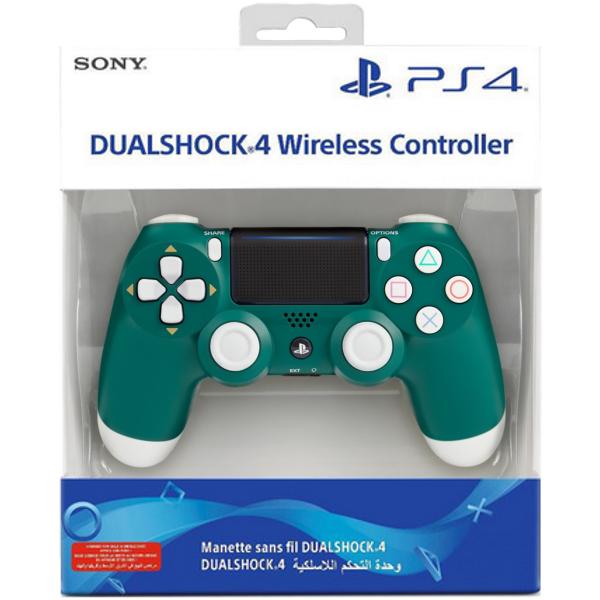 SONY
PS4
DUALSHOCK®4 Wireless Controller
SHARE
OPTIONS
EXT
Manette sans fil DUALSHOCK®4
DUALSHOCK®4 وحدة التحكم اللاسلكية